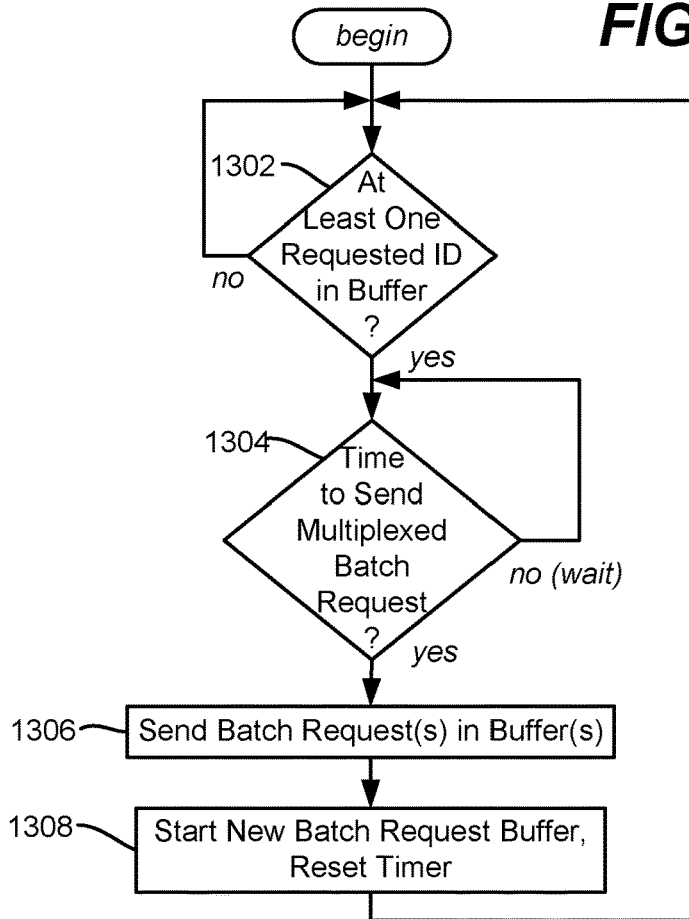 begin
FIG
1302
At
Least One
Requested ID
in Buffer
?
no
yes
1304
Time
to Send
Multiplexed
Batch
Request
?
no (wait)
yes
1306
Send Batch Request(s) in Buffer(s)
1308
Start New Batch Request Buffer,
Reset Timer